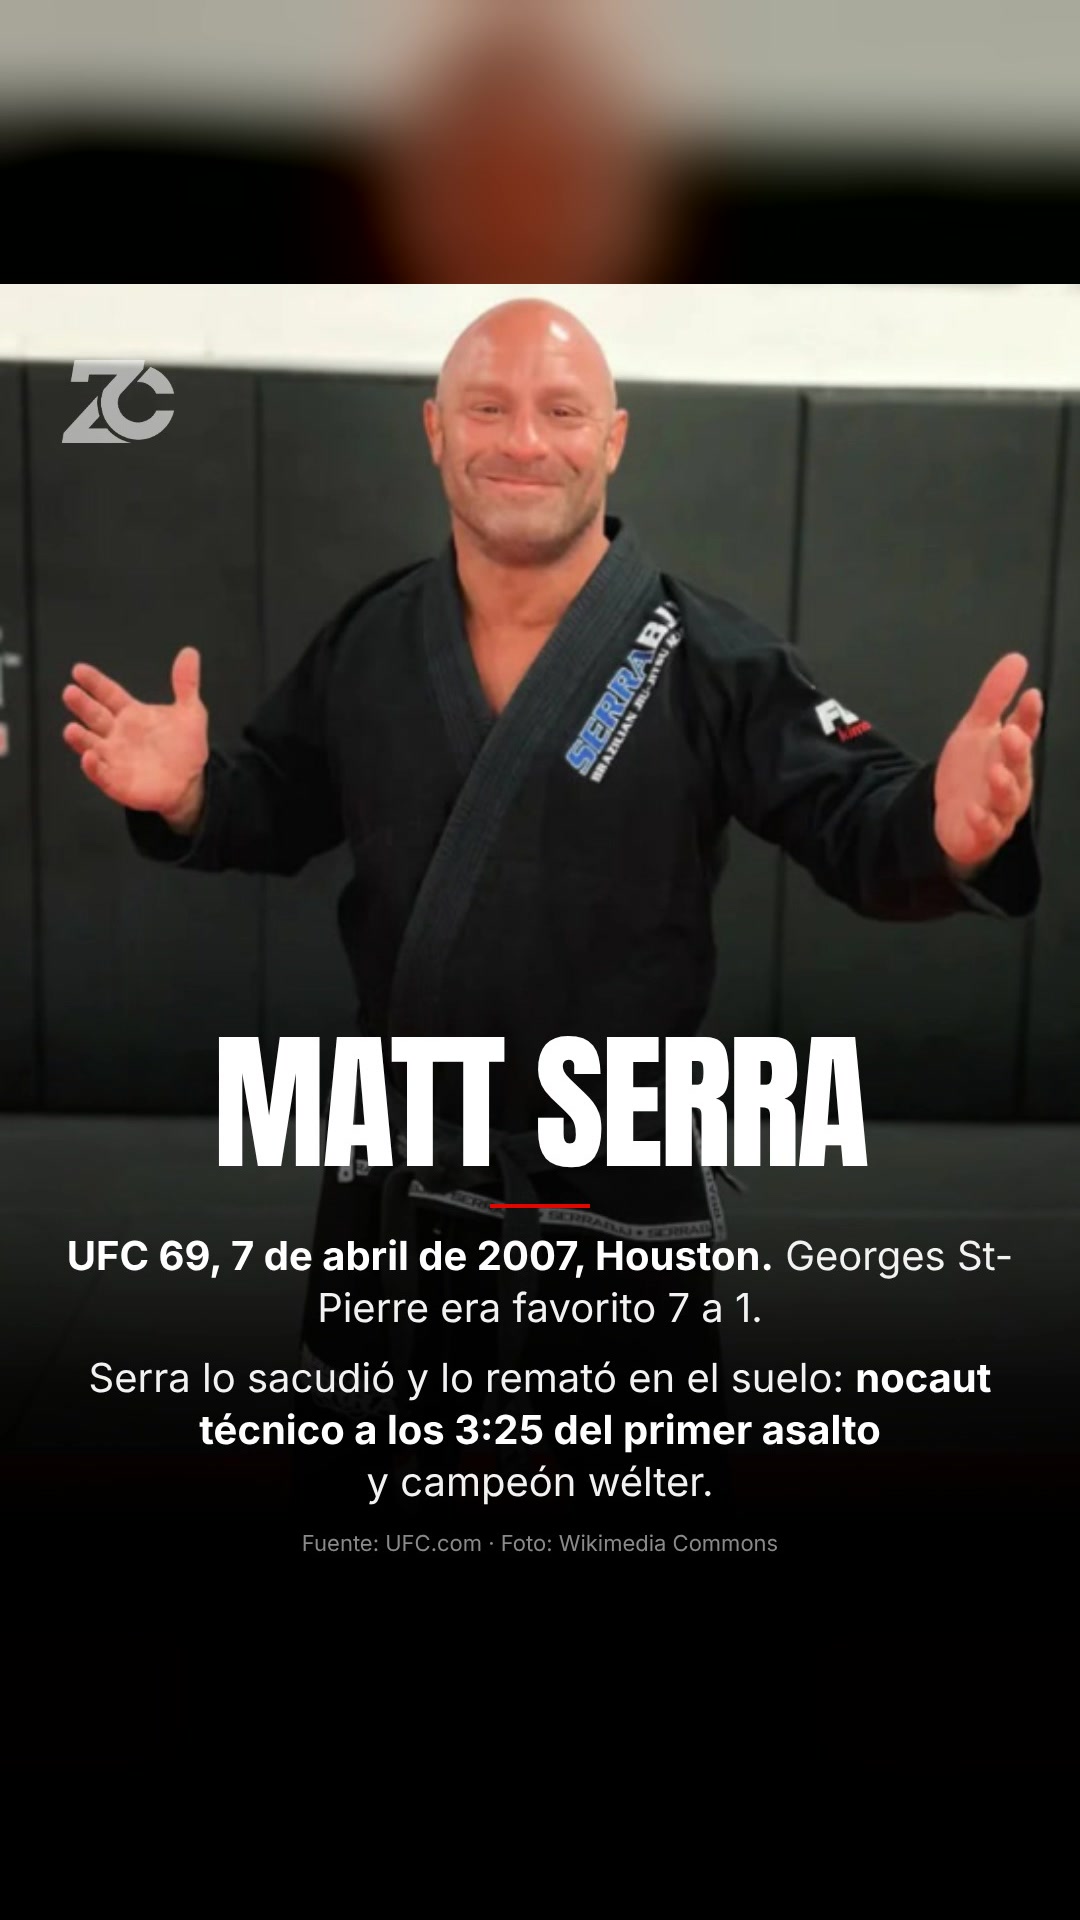 ZC
SERRABJJ
BRAZILIAN JIU-JITSU
MATT SERRA
UFC 69, 7 de abril de 2007, Houston. Georges St-
Pierre era favorito 7 a 1.
Serra lo sacudió y lo remató en el suelo: nocaut
técnico a los 3:25 del primer asalto
y campeón wélter.
Fuente: UFC.com · Foto: Wikimedia Commons